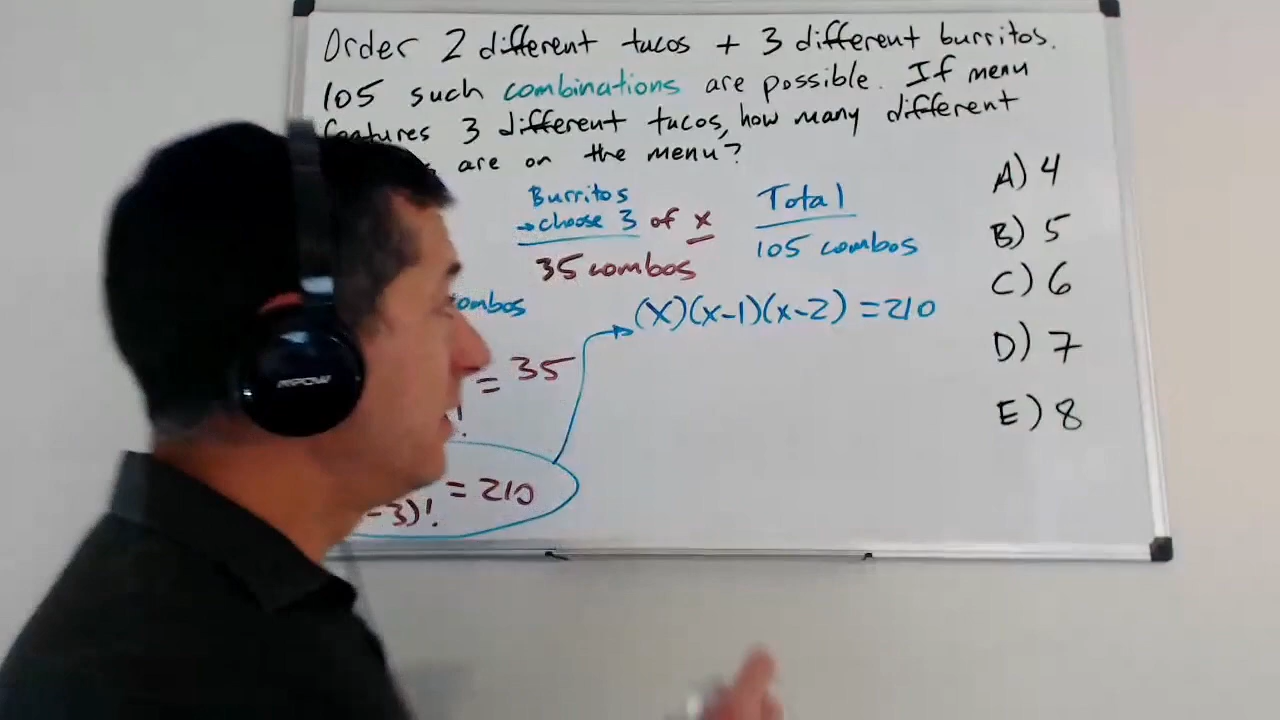 Order 2 different tacos + 3 different burritos.
105 such combinations are possible. If menu
features 3 different tacos, how many different
are on the menu?
Burritos
→choose 3 of x
35 combos
Total
105 combos
combos
(x)(x-1)(x-2) = 210
= 35
!
-3)! = 210
A) 4
B) 5
C) 6
D) 7
E) 8
MPOW